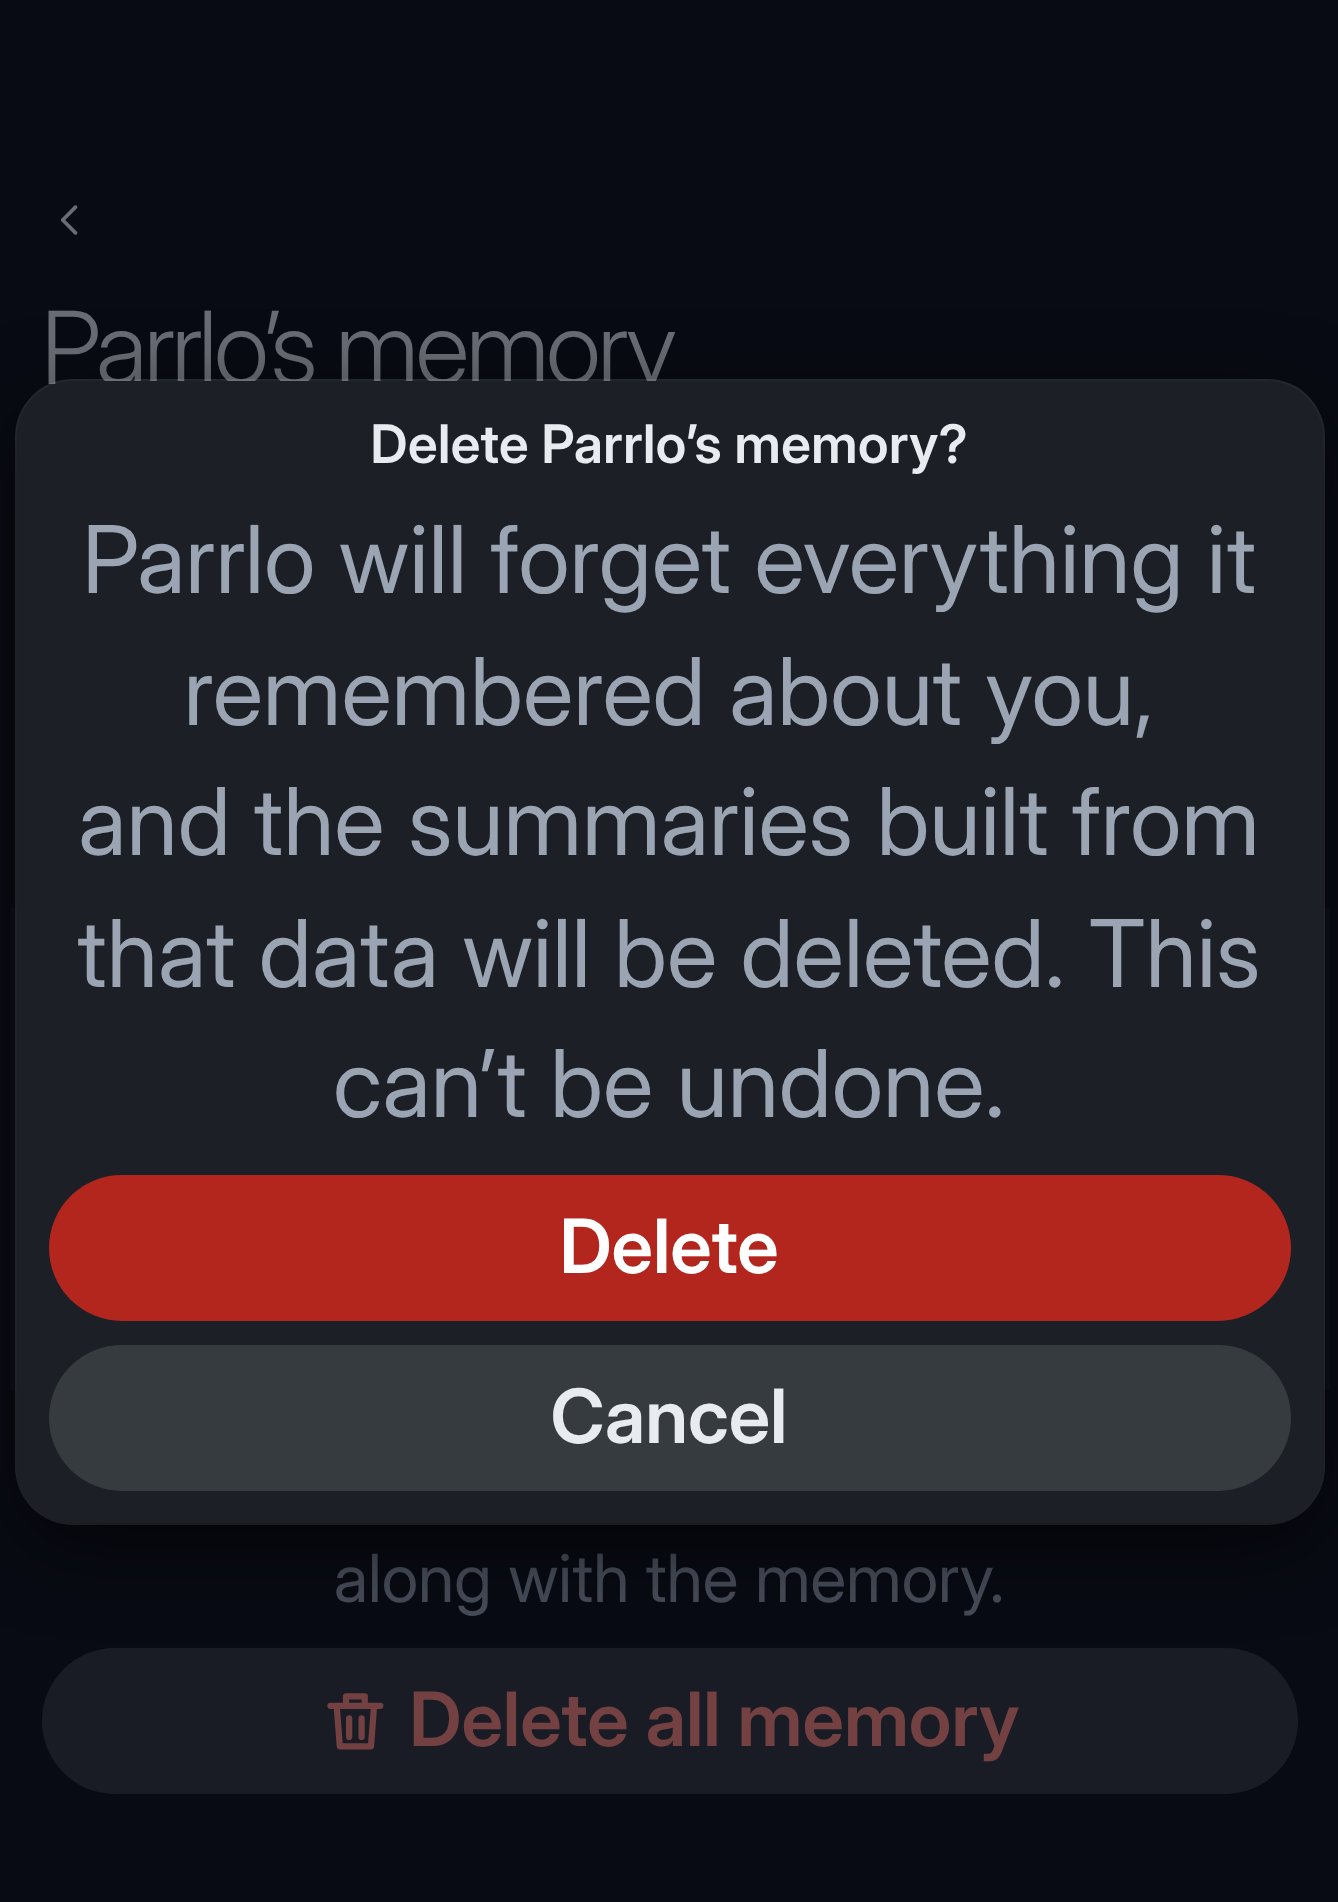 Parrlo’s memory
Delete Parrlo’s memory?
Parrlo will forget everything it
remembered about you,
and the summaries built from
that data will be deleted. This
can’t be undone.
Delete
Cancel
along with the memory.
Delete all memory